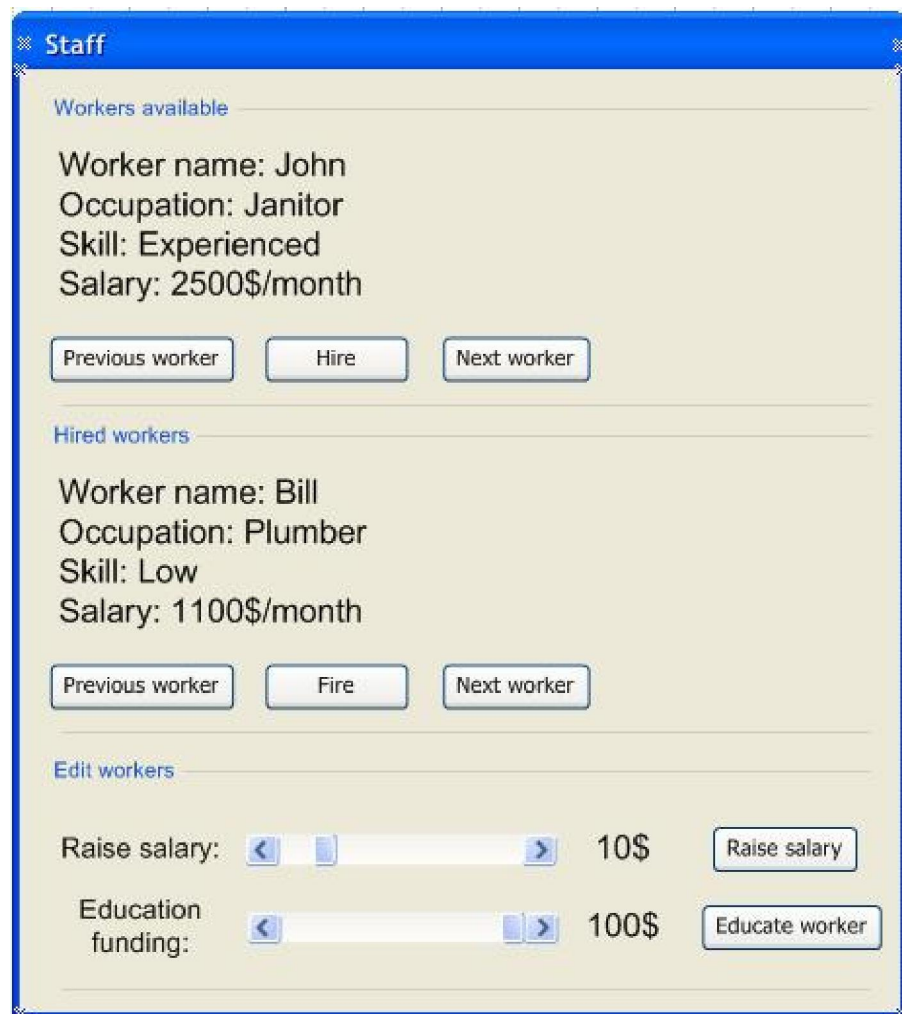 Staff
Workers available
Worker name: John
Occupation: Janitor
Skill: Experienced
Salary: 2500$/month
Previous worker Hire Next worker
Hired workers
Worker name: Bill
Occupation: Plumber
Skill: Low
Salary: 1100$/month
Previous worker Fire Next worker
Edit workers
Raise salary: 10$ Raise salary
Education
funding: 100$ Educate worker